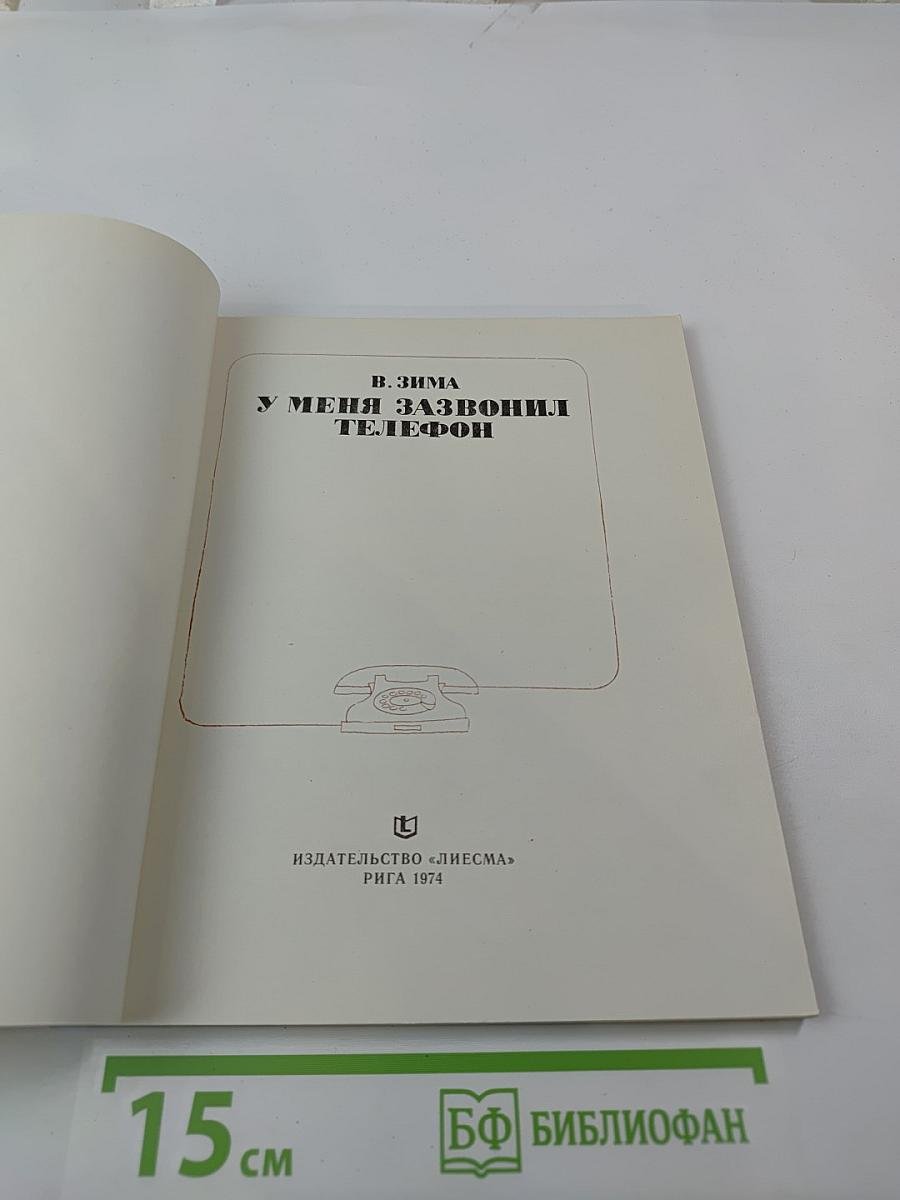 В. ЗИМА
У МЕНЯ ЗАЗВОНИЛ
ТЕЛЕФОН
L
ИЗДАТЕЛЬСТВО «ЛИЕСМА»
РИГА 1974
15 см
БФ БИБЛИОФАН